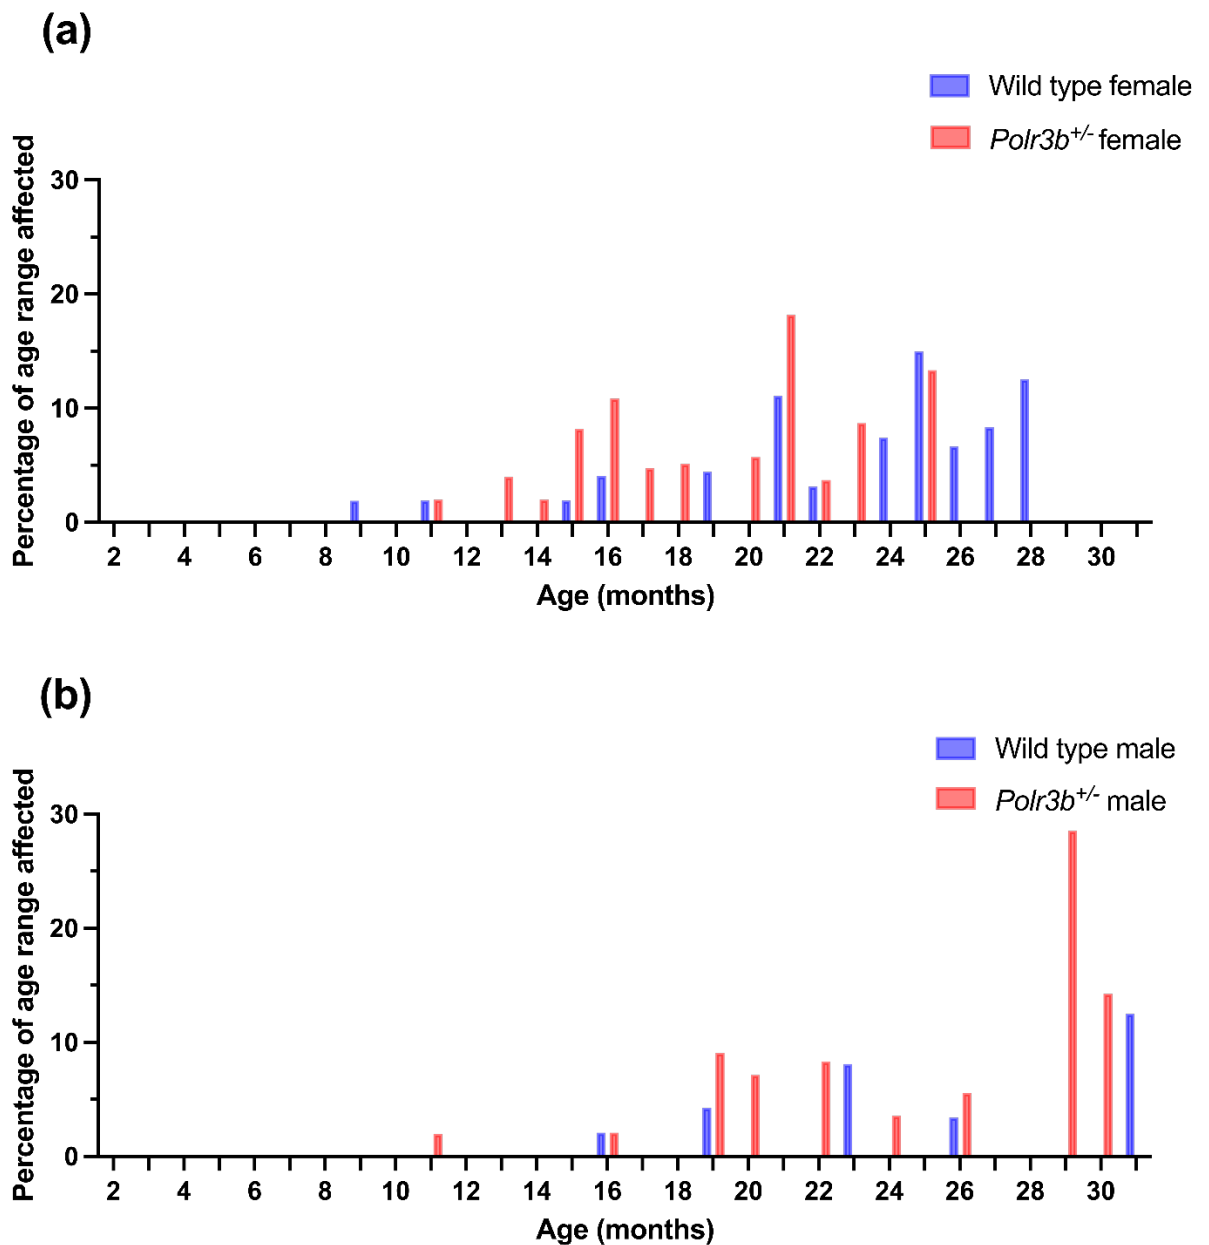 (a)
Wild type female
Polr3b+/- female
Percentage of age range affected
30
20
10
0
2 4 6 8 10 12 14 16 18 20 22 24 26 28 30
Age (months)
(b)
Wild type male
Polr3b+/- male
Percentage of age range affected
30
20
10
0
2 4 6 8 10 12 14 16 18 20 22 24 26 28 30
Age (months)